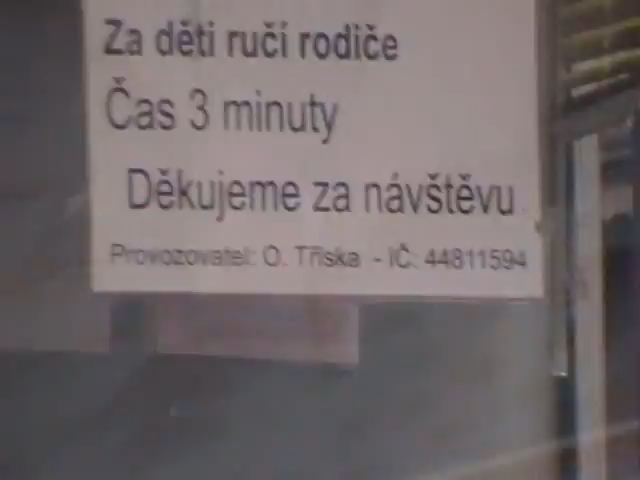 Za děti ručí rodiče
Čas 3 minuty
Děkujeme za návštěvu
Provozovatel: O. Tříska - IČ: 44811594